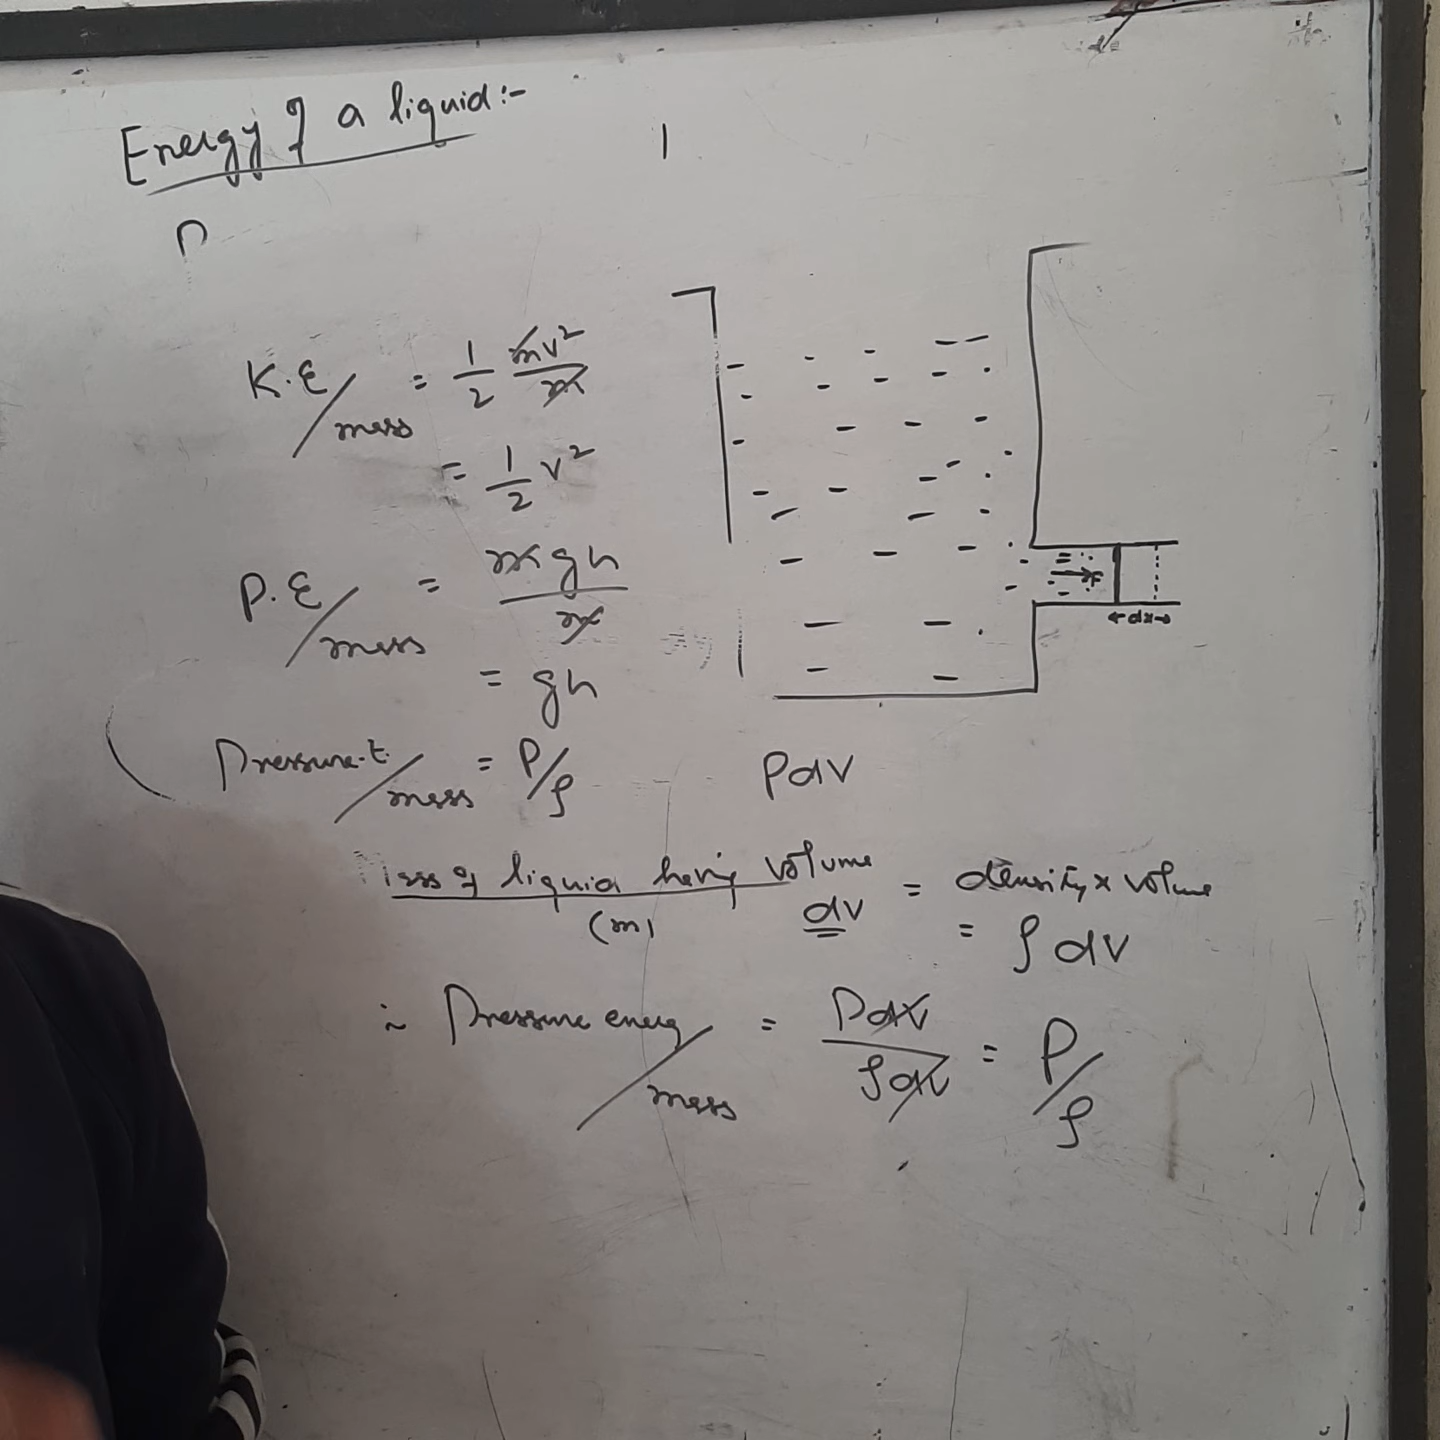 Energy of a liquid:-
P
K.E/mass = 1/2 mv²/m
= 1/2 v²
P.E/mass = mgh/m
= gh
F
dx
Pressure.E/mass = P/ρ
PdV
Mass of liquid having volume dV = density x volume
(m)
= ρ dV
∴ Pressure energy/mass = PdV/ρdV = P/ρ